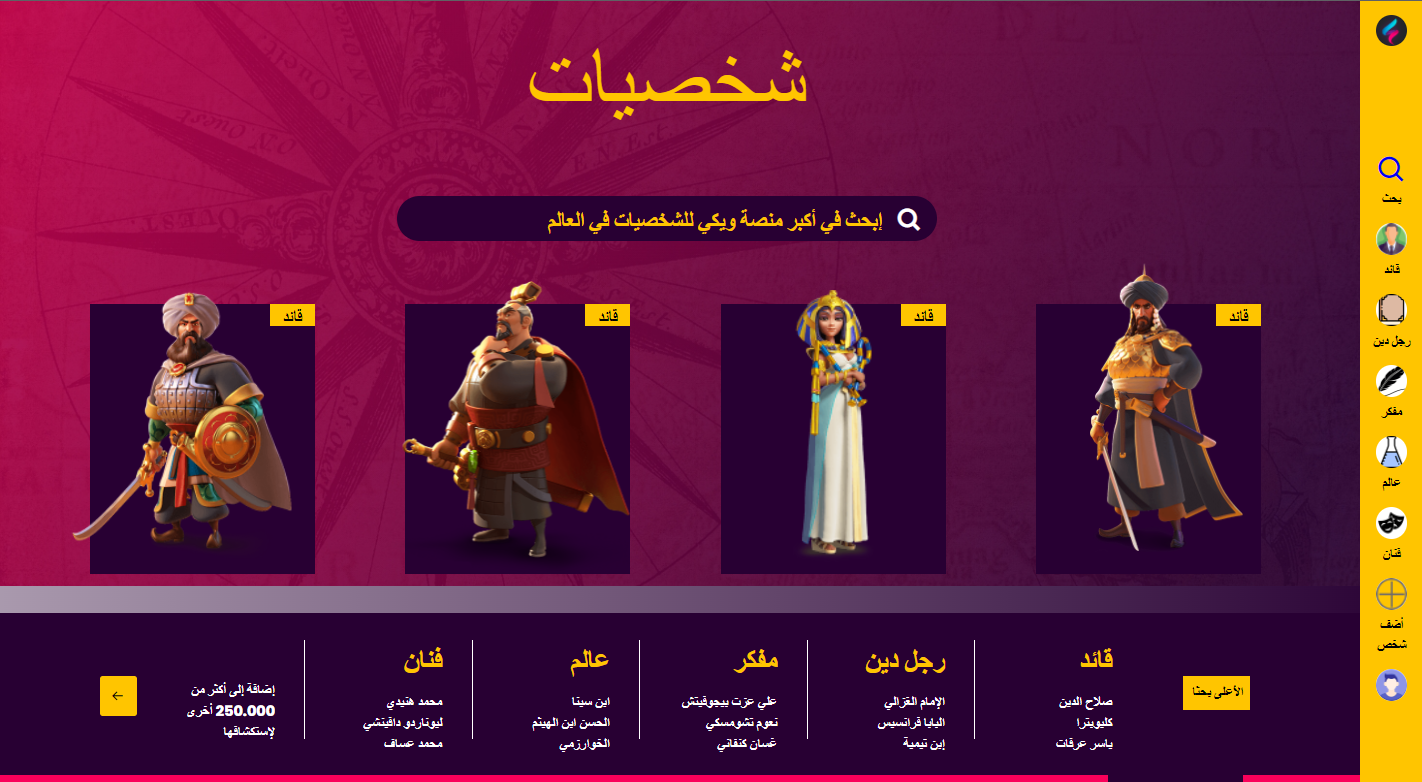 شخصيات
إبحث في أكبر منصة ويكي للشخصيات في العالم
بحث
قائد
رجل دين
مفكر
عالم
فنان
أضف
شخص
قائد
قائد
قائد
قائد
الأعلى بحثا
قائد
صلاح الدين
كليوبترا
ياسر عرفات
رجل دين
الإمام الغزالي
البابا فرانسيس
إبن تيمية
مفكر
علي عزت بيجوفيتش
نعوم تشومسكي
غسان كنفاني
عالم
ابن سينا
الحسن ابن الهيثم
الخوارزمي
فنان
محمد هنيدي
ليوناردو دافينشي
محمد عساف
إضافة إلى أكثر من
250.000 أخرى
لإستكشافها
NORT
DEL